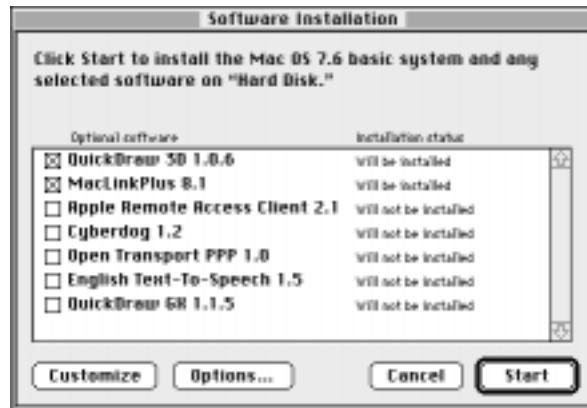 Software Installation
Click Start to install the Mac OS 7.6 basic system and any
selected software on "Hard Disk."
Optional software Installation status
QuickDraw 3D 1.0.6 Will be installed
MacLinkPlus 8.1 Will be installed
Apple Remote Access Client 2.1 Will not be installed
Cyberdog 1.2 Will not be installed
Open Transport PPP 1.0 Will not be installed
English Text-To-Speech 1.5 Will not be installed
QuickDraw GX 1.1.5 Will not be installed
Customize Options... Cancel Start